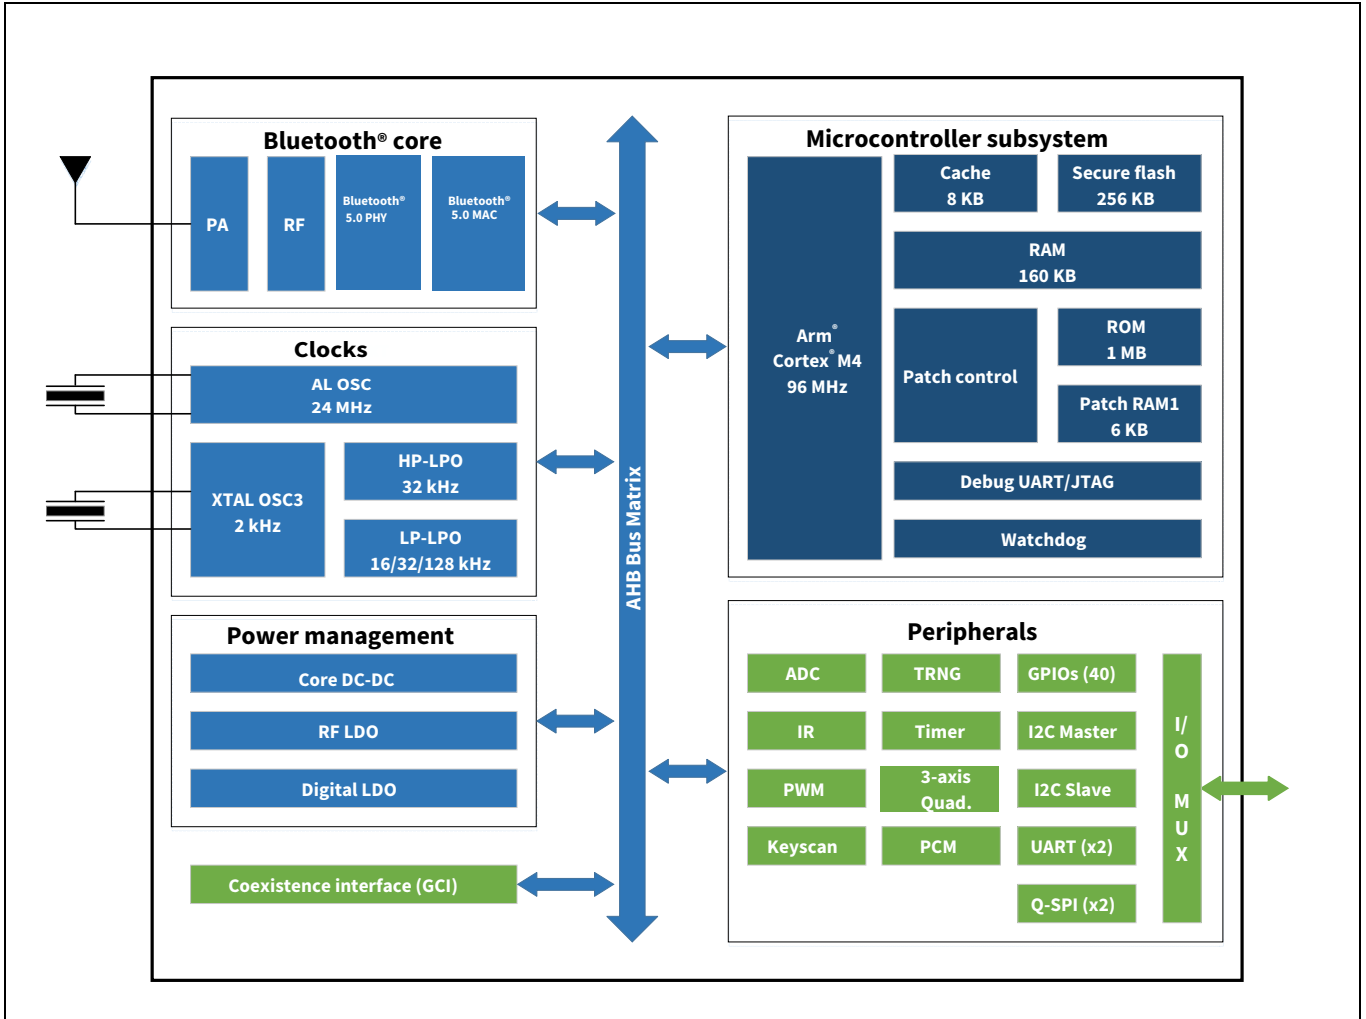 Bluetooth® core
PA
RF
Bluetooth®
5.0 PHY
Bluetooth®
5.0 MAC
Clocks
AL OSC
24 MHz
XTAL OSC3
2 kHz
HP-LPO
32 kHz
LP-LPO
16/32/128 kHz
Power management
Core DC-DC
RF LDO
Digital LDO
Coexistence interface (GCI)
AHB Bus Matrix
Microcontroller subsystem
Arm®
Cortex® M4
96 MHz
Cache
8 KB
Secure flash
256 KB
RAM
160 KB
Patch control
ROM
1 MB
Patch RAM1
6 KB
Debug UART/JTAG
Watchdog
Peripherals
ADC
TRNG
GPIOs (40)
IR
Timer
I2C Master
PWM
3-axis
Quad.
I2C Slave
Keyscan
PCM
UART (x2)
Q-SPI (x2)
I/
O
M
U
X